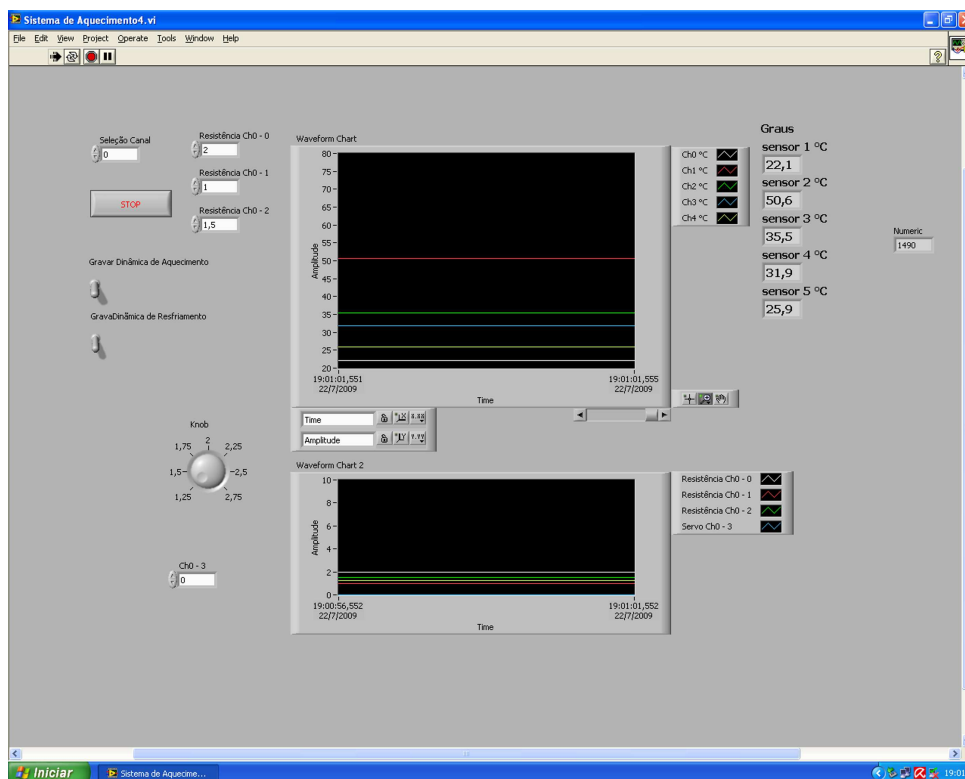 Sistema de Aquecimento4.vi
File Edit View Project Operate Tools Window Help
Seleção Canal
0
STOP
Resistência Ch0 - 0
2
Resistência Ch0 - 1
1
Resistência Ch0 - 2
1,5
Gravar Dinâmica de Aquecimento
GravaDinâmica de Resfriamento
Waveform Chart
Amplitude
80
75
70
65
60
55
50
45
40
35
30
25
20
19:01:01,551
22/7/2009
19:01:01,555
22/7/2009
Time
Ch0 °C
Ch1 °C
Ch2 °C
Ch3 °C
Ch4 °C
Graus
sensor 1 °C
22,1
sensor 2 °C
50,6
sensor 3 °C
35,5
sensor 4 °C
31,9
sensor 5 °C
25,9
Numeric
1490
Time
Amplitude
Knob
1,25
1,5
1,75
2
2,25
2,5
2,75
Ch0 - 3
0
Waveform Chart 2
Amplitude
10
8
6
4
2
0
19:00:56,552
22/7/2009
19:01:01,552
22/7/2009
Time
Resistência Ch0 - 0
Resistência Ch0 - 1
Resistência Ch0 - 2
Servo Ch0 - 3
Iniciar
Sistema de Aquecime...
19:01